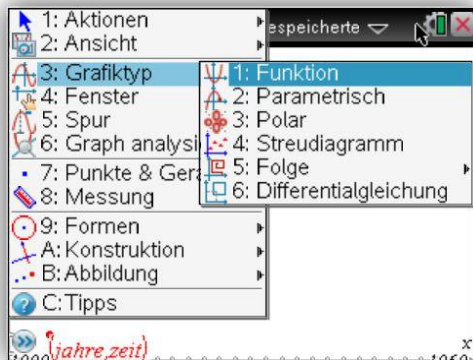 1: Aktionen
2: Ansicht
3: Grafiktyp
4: Fenster
5: Spur
6: Graph analysi
7: Punkte & Gera
8: Messung
9: Formen
A: Konstruktion
B: Abbildung
C: Tipps
espeicherte
1: Funktion
2: Parametrisch
3: Polar
4: Streudiagramm
5: Folge
6: Differentialgleichung
(jahre,zeit)
x